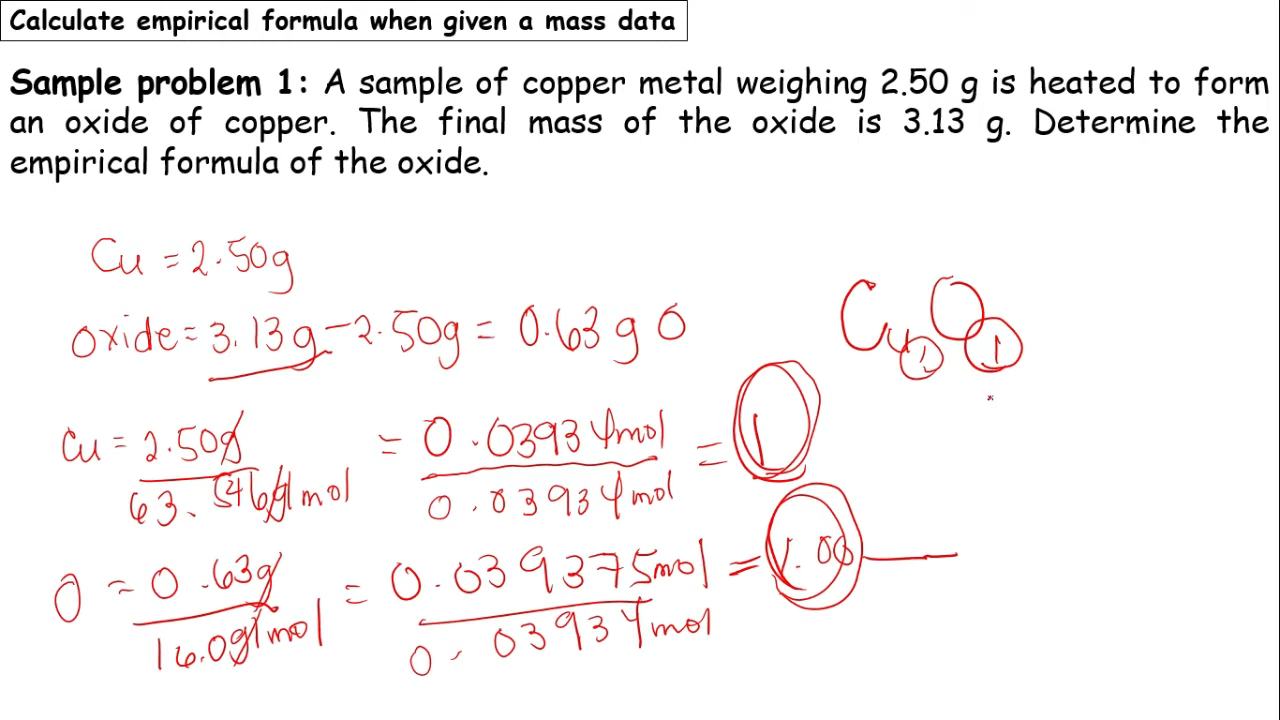 Calculate empirical formula when given a mass data
Sample problem 1: A sample of copper metal weighing 2.50 g is heated to form
an oxide of copper. The final mass of the oxide is 3.13 g. Determine the
empirical formula of the oxide.
Cu = 2.50g
oxide = 3.13g - 2.50g = 0.63 g O
Cu O
1 1
Cu = 2.50g = 0.03934mol = 1
63.546g/mol 0.03934mol
O = 0.63g = 0.039375mol = 1.00
16.0g/mol 0.03934mol